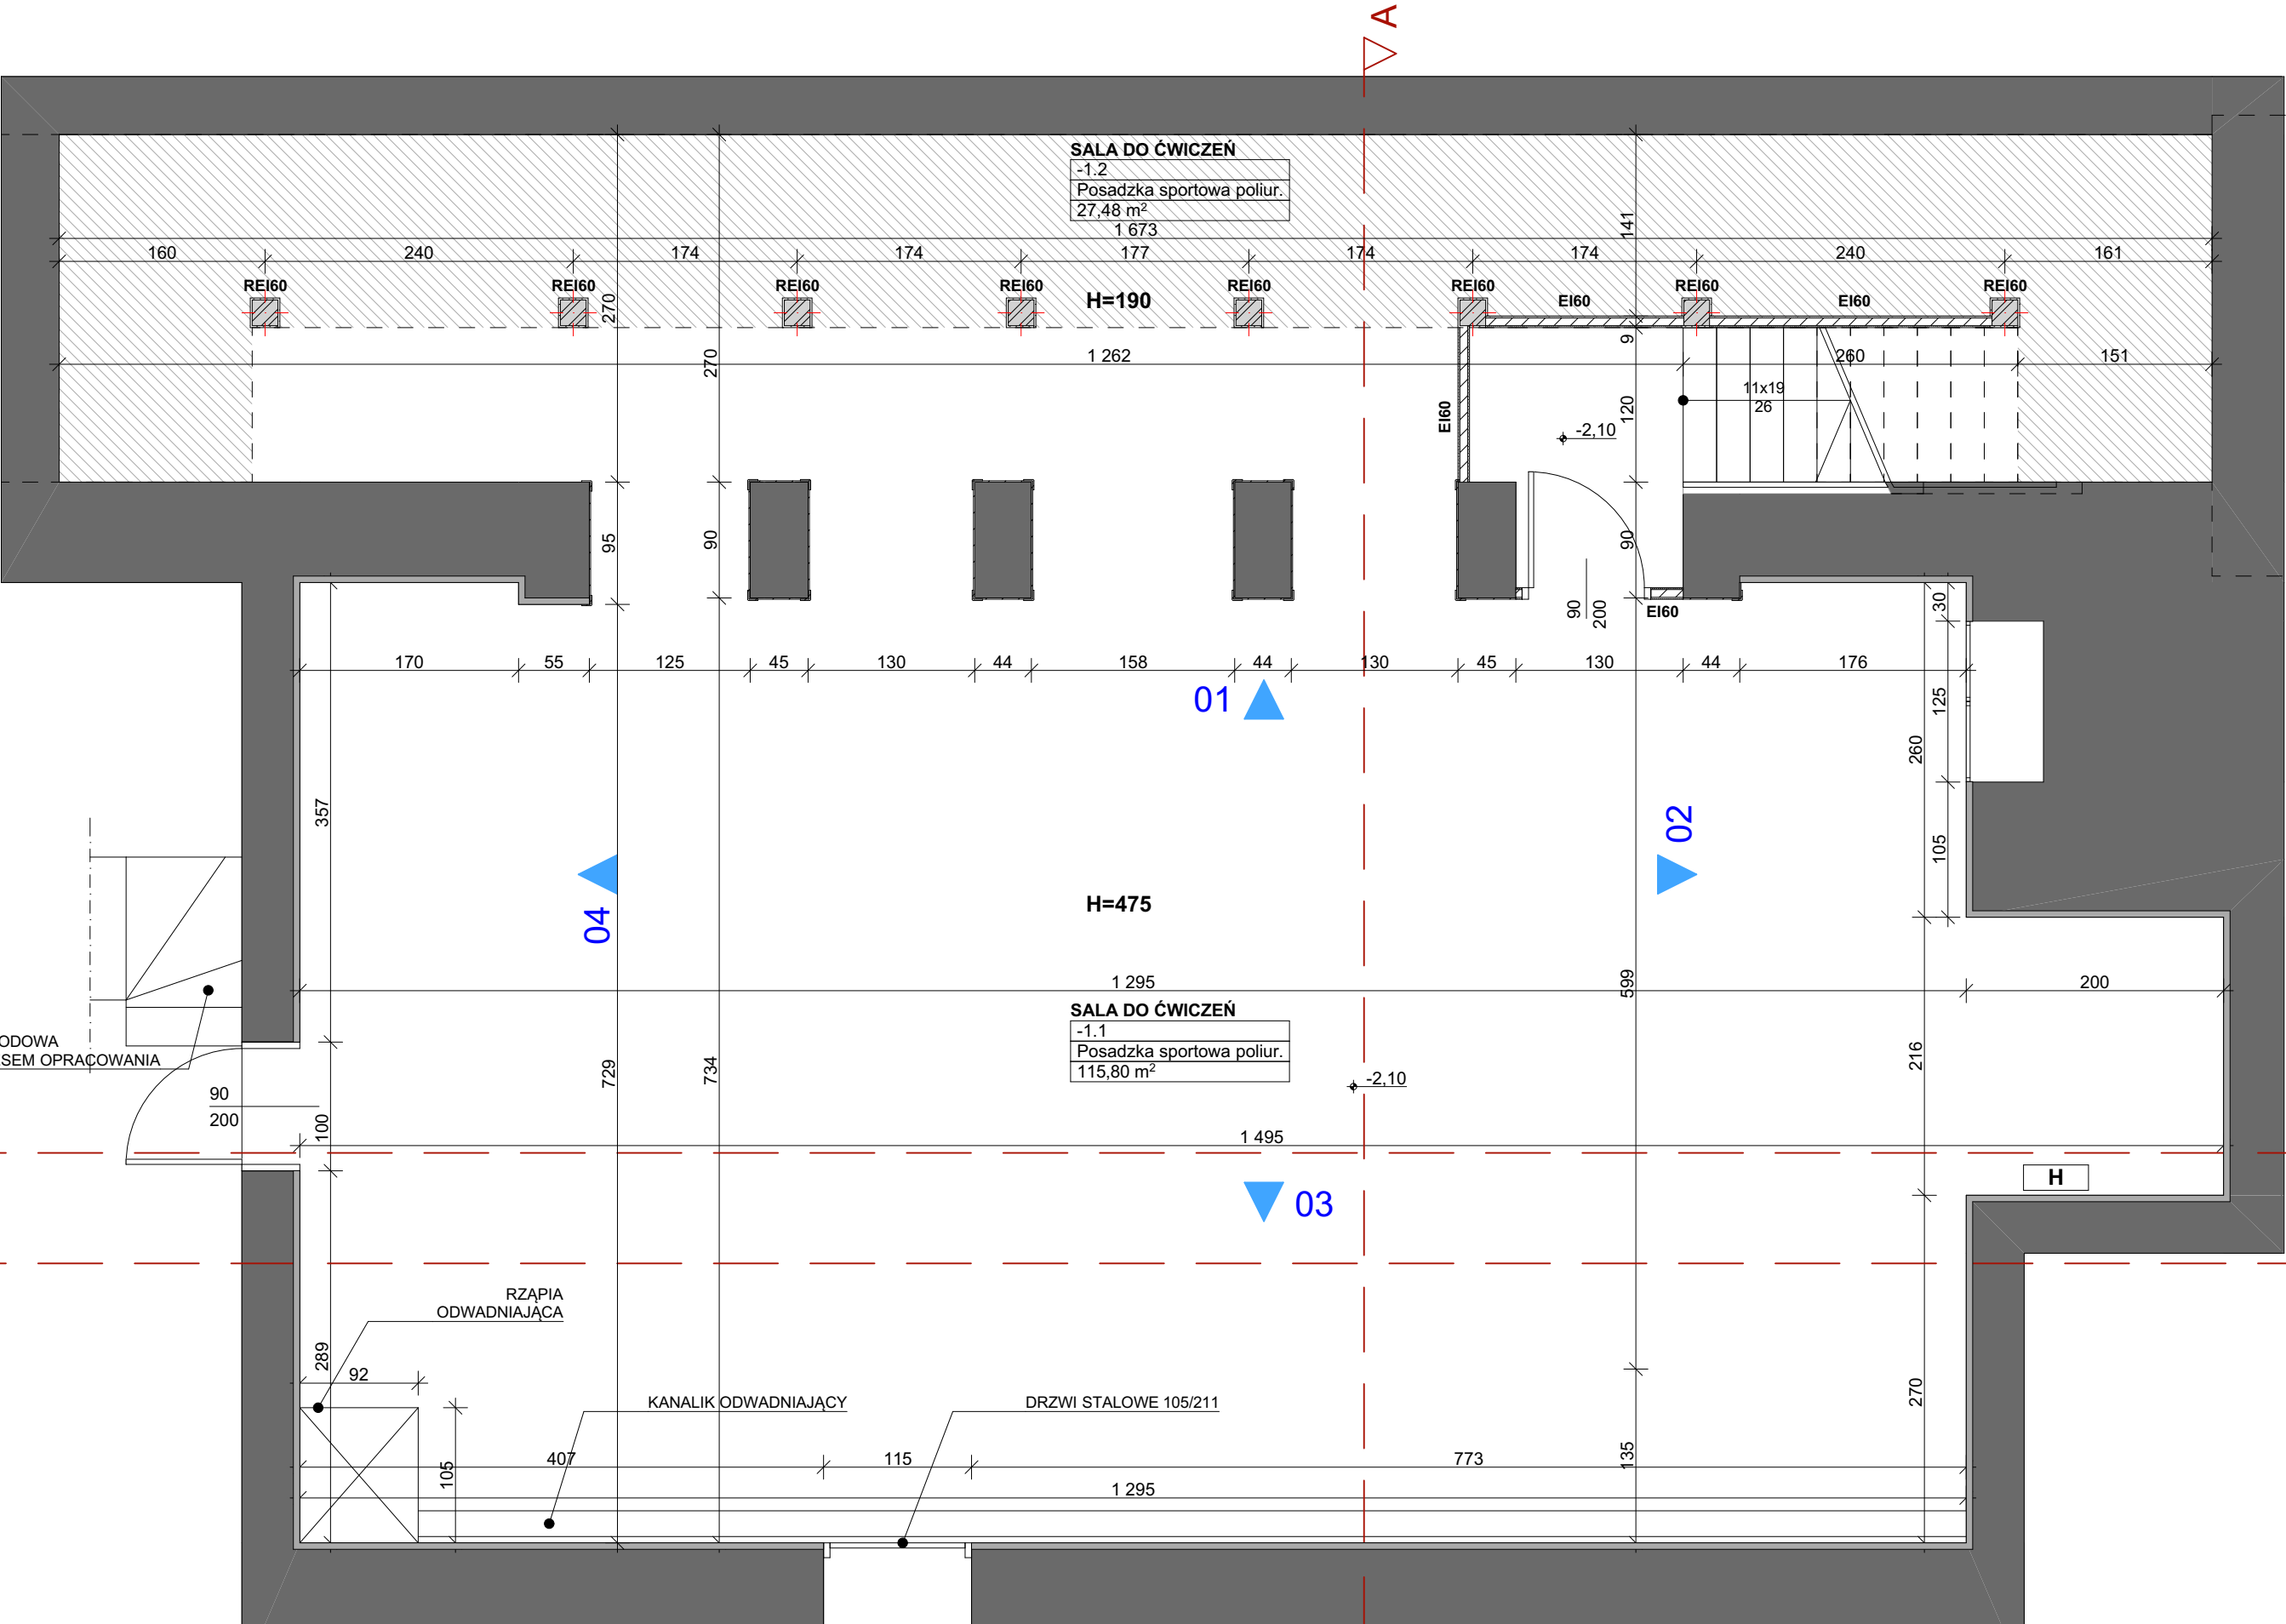 A
SALA DO ĆWICZEŃ
-1.2
Posadzka sportowa poliur.
27,48 m²
1 673
141
160
240
174
174
177
174
174
240
161
REI60
REI60
REI60
REI60
REI60
REI60
REI60
REI60
EI60
EI60
H=190
270
270
9
1 262
260
151
11x19
26
120
EI60
-2,10
95
90
90
90
200
EI60
30
170
55
125
45
130
44
158
44
130
45
130
44
176
01
125
260
357
02
105
04
H=475
599
1 295
200
SALA DO ĆWICZEŃ
-1.1
Posadzka sportowa poliur.
115,80 m²
-2,10
ODOWA
SEM OPRACOWANIA
729
734
216
90
200
100
1 495
H
03
RZĄPIA
ODWADNIAJĄCA
289
92
270
KANALIK ODWADNIAJĄCY
DRZWI STALOWE 105/211
105
407
115
773
135
1 295